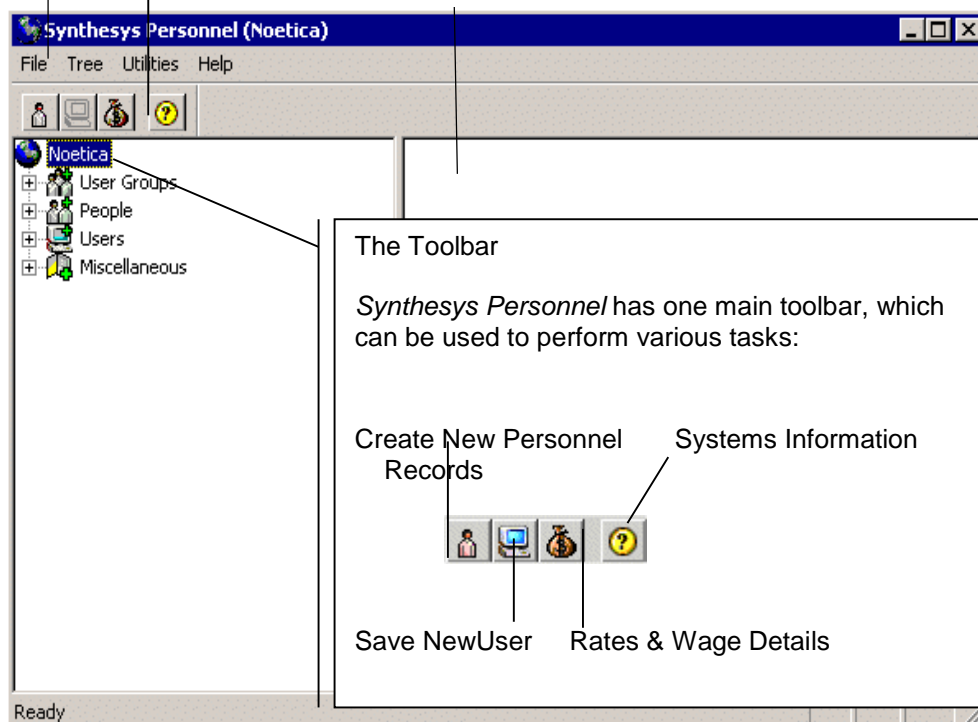 Synthesys Personnel (Noetica)
File Tree Utilities Help
Noetica
User Groups
People
Users
Miscellaneous
The Toolbar
Synthesys Personnel has one main toolbar, which
can be used to perform various tasks:
Create New Personnel
Records
Systems Information
Save NewUser
Rates & Wage Details
Ready